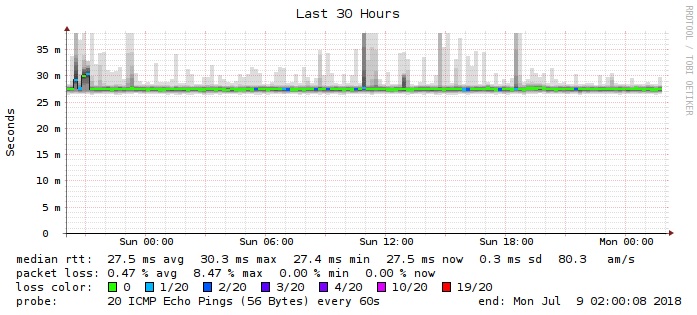 Last 30 Hours
RRDTOOL / TOBI OETIKER
Seconds
35 m
30 m
25 m
20 m
15 m
10 m
5 m
0
Sun 00:00 Sun 06:00 Sun 12:00 Sun 18:00 Mon 00:00
median rtt: 27.5 ms avg 30.3 ms max 27.4 ms min 27.5 ms now 0.3 ms sd 80.3 am/s
packet loss: 0.47 % avg 8.47 % max 0.00 % min 0.00 % now
loss color: 0 1/20 2/20 3/20 4/20 10/20 19/20
probe: 20 ICMP Echo Pings (56 Bytes) every 60s end: Mon Jul 9 02:00:08 2018